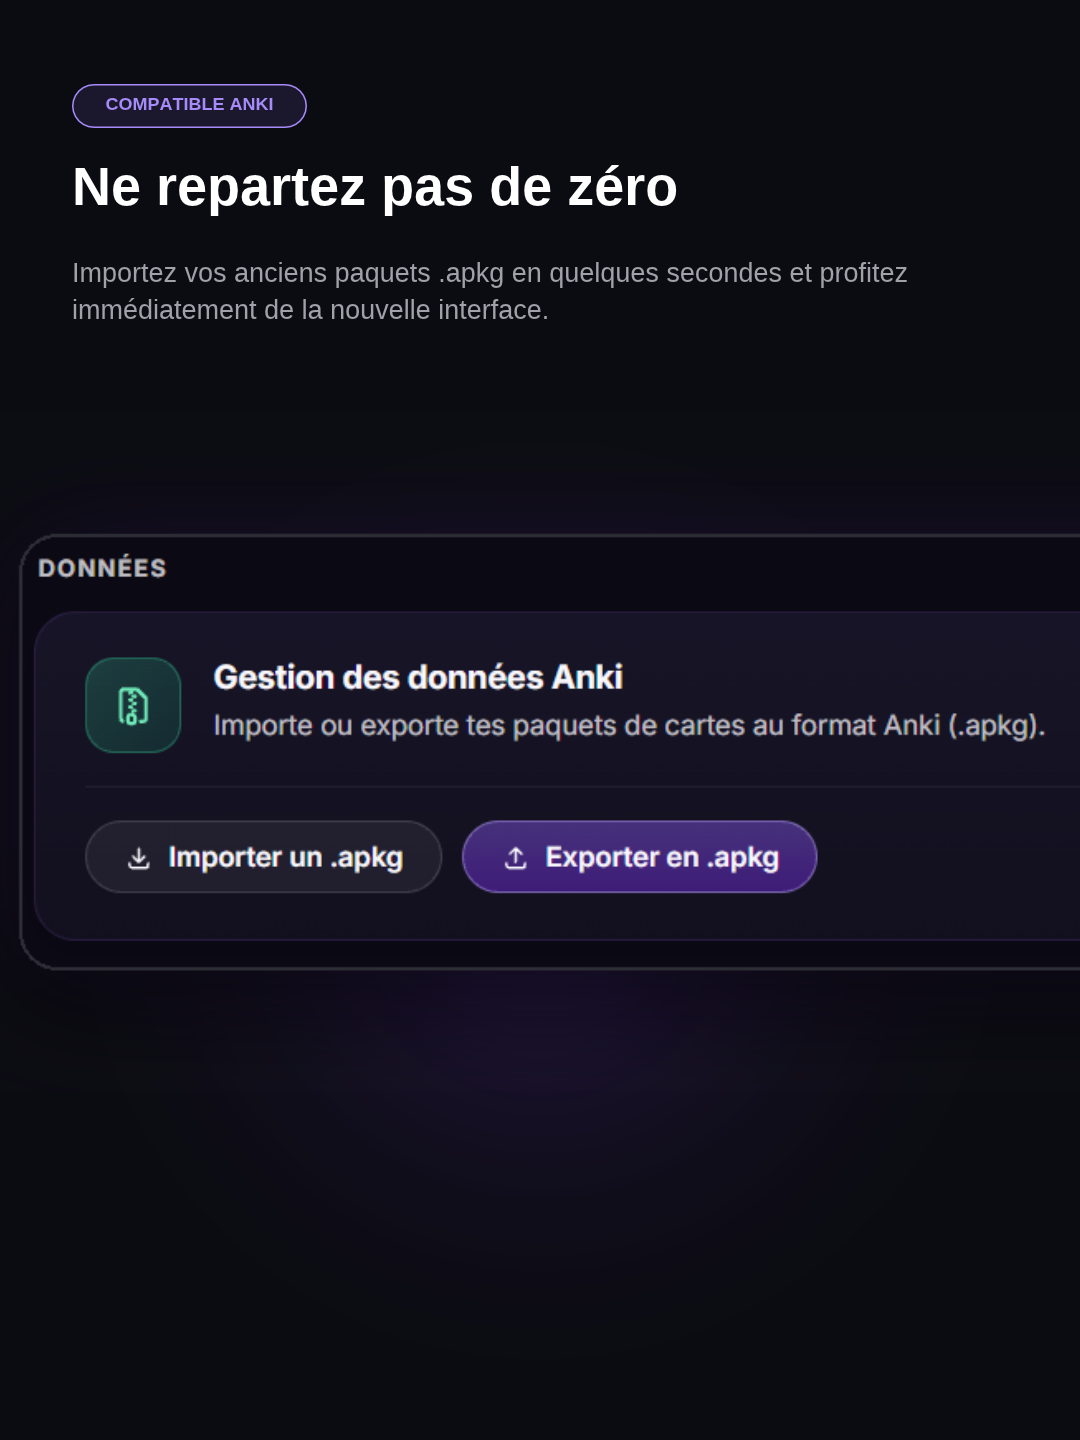 COMPATIBLE ANKI
Ne repartez pas de zéro
Importez vos anciens paquets .apkg en quelques secondes et profitez
immédiatement de la nouvelle interface.
DONNÉES
Gestion des données Anki
Importe ou exporte tes paquets de cartes au format Anki (.apkg).
Importer un .apkg
Exporter en .apkg